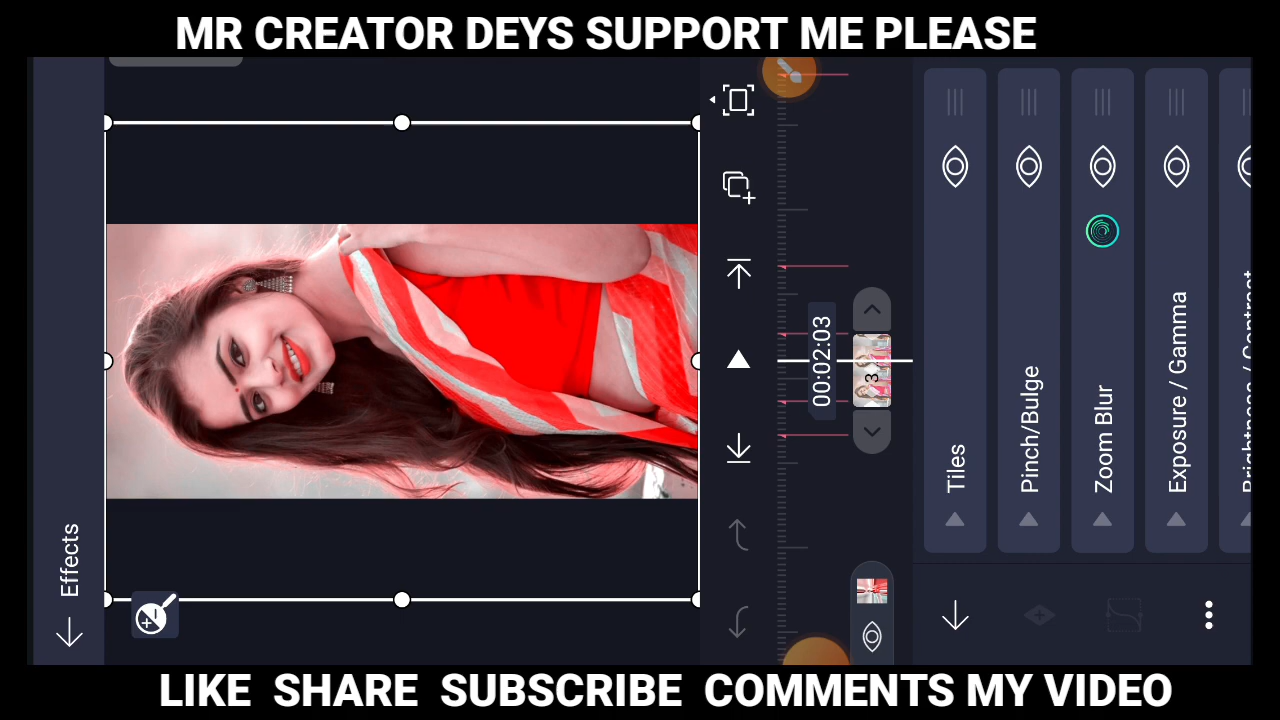 MR CREATOR DEYS SUPPORT ME PLEASE
Effects
00:02:03
3
Tiles
Pinch/Bulge
Zoom Blur
Exposure / Gamma
LIKE SHARE SUBSCRIBE COMMENTS MY VIDEO